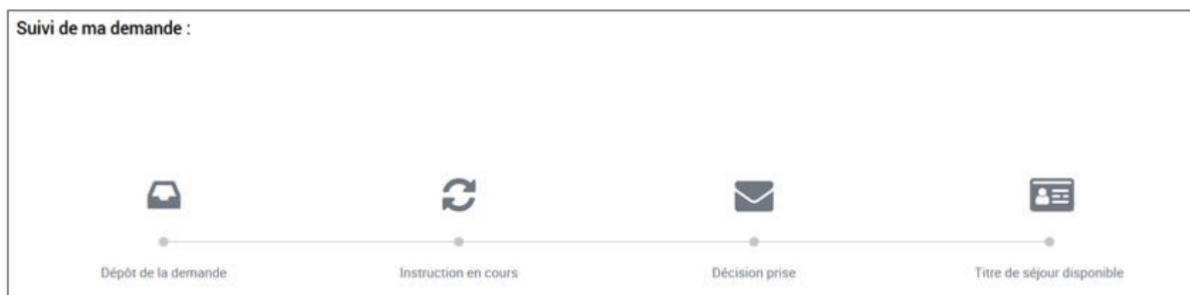 Suivi de ma demande :
Dépôt de la demande
Instruction en cours
Décision prise
Titre de séjour disponible